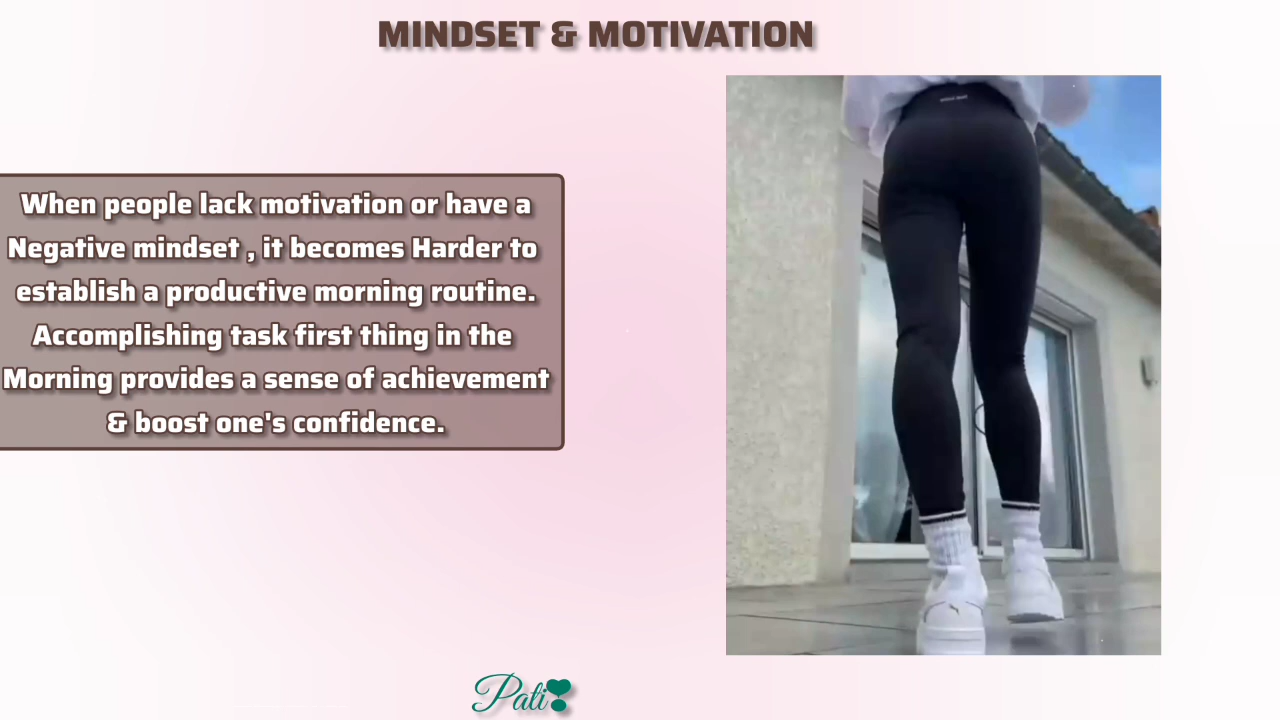 MINDSET & MOTIVATION
When people lack motivation or have a
Negative mindset , it becomes Harder to
establish a productive morning routine.
Accomplishing task first thing in the
Morning provides a sense of achievement
& boost one's confidence.
Pati